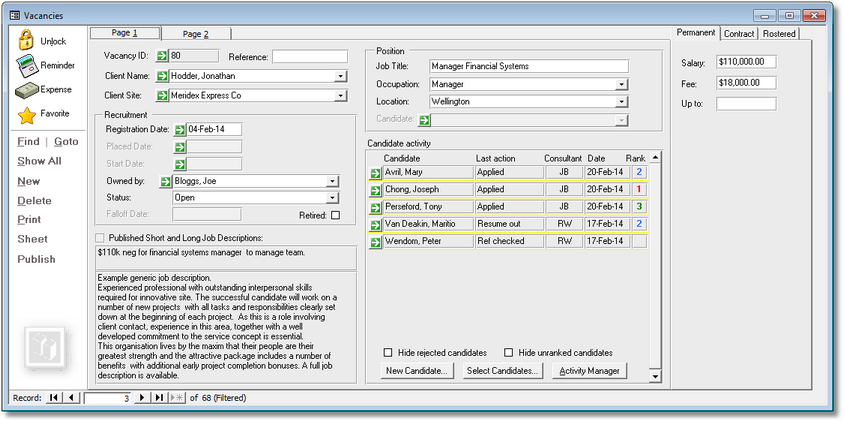 Vacancies
Unlock
Reminder
Expense
Favorite
Find | Goto
Show All
New
Delete
Print
Sheet
Publish
Page 1 Page 2
Vacancy ID: 80 Reference:
Client Name: Hodder, Jonathan
Client Site: Meridex Express Co
Recruitment
Registration Date: 04-Feb-14
Placed Date:
Start Date:
Owned by: Bloggs, Joe
Status: Open
Falloff Date: Retired:
Published Short and Long Job Descriptions:
$110k neg for financial systems manager to manage team.
Example generic job description.
Experienced professional with outstanding interpersonal skills
required for innovative site. The successful candidate will work on a
number of new projects with all tasks and responsibilities clearly set
down at the beginning of each project. As this is a role involving
client contact, experience in this area, together with a well
developed commitment to the service concept is essential.
This organisation lives by the maxim that their people are their
greatest strength and the attractive package includes a number of
benefits with additional early project completion bonuses. A full job
description is available.
Position
Job Title: Manager Financial Systems
Occupation: Manager
Location: Wellington
Candidate:
Candidate activity
Candidate Last action Consultant Date Rank
Avril, Mary Applied JB 20-Feb-14 2
Chong, Joseph Applied JB 20-Feb-14 1
Perseford, Tony Applied JB 20-Feb-14 3
Van Deakin, Maritio Resume out RW 17-Feb-14 2
Wendom, Peter Ref checked RW 17-Feb-14
Hide rejected candidates Hide unranked candidates
New Candidate... Select Candidates... Activity Manager
Permanent Contract Rostered
Salary: $110,000.00
Fee: $18,000.00
Up to:
Record: 3 of 68 (Filtered)